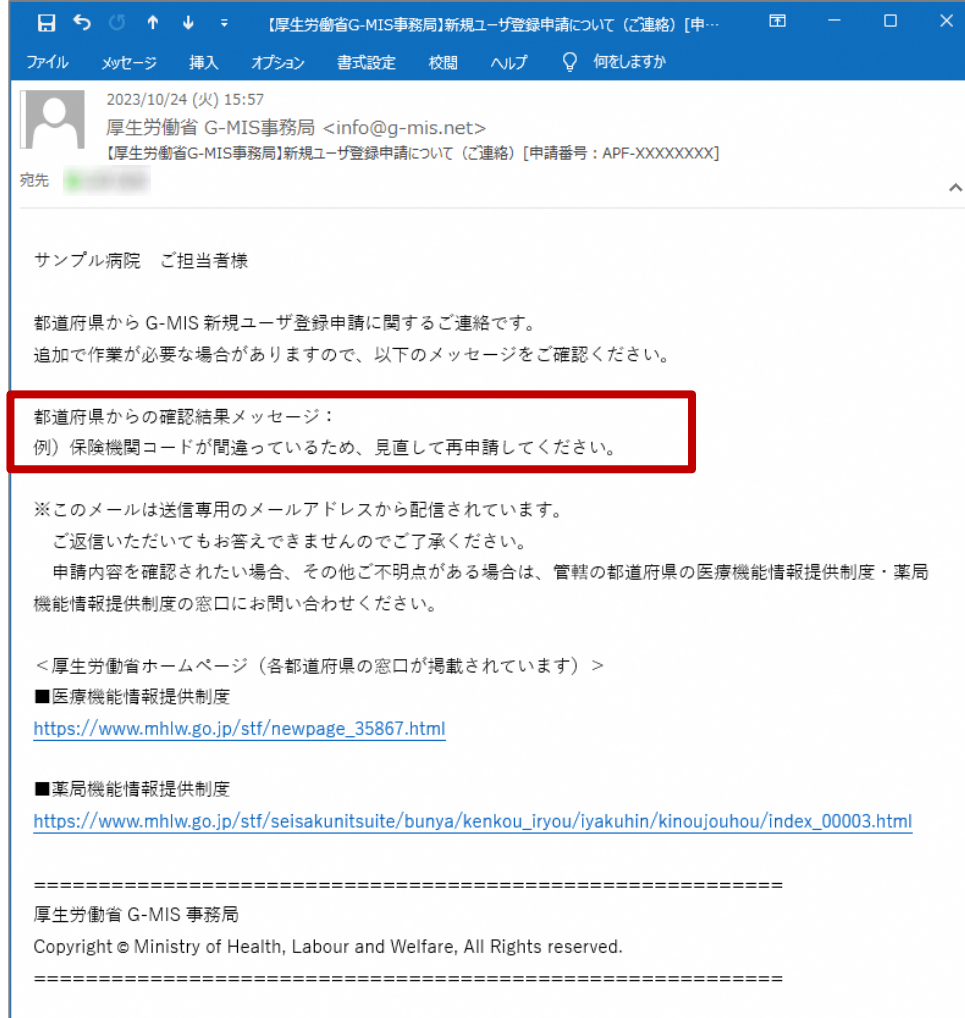 【厚生労働省G-MIS事務局】新規ユーザ登録申請について（ご連絡）[申…
ファイル メッセージ 挿入 オプション 書式設定 校閲 ヘルプ 何をしますか
2023/10/24 (火) 15:57
厚生労働省 G-MIS事務局 <info@g-mis.net>
【厚生労働省G-MIS事務局】新規ユーザ登録申請について（ご連絡）[申請番号：APF-XXXXXXXX]
宛先
サンプル病院　ご担当者様
都道府県から G-MIS 新規ユーザ登録申請に関するご連絡です。
追加で作業が必要な場合がありますので、以下のメッセージをご確認ください。
都道府県からの確認結果メッセージ：
例）保険機関コードが間違っているため、見直して再申請してください。
※このメールは送信専用のメールアドレスから配信されています。
ご返信いただいてもお答えできませんのでご了承ください。
申請内容を確認されたい場合、その他ご不明点がある場合は、管轄の都道府県の医療機能情報提供制度・薬局
機能情報提供制度の窓口にお問い合わせください。
＜厚生労働省ホームページ（各都道府県の窓口が掲載されています）＞
■医療機能情報提供制度
https://www.mhlw.go.jp/stf/newpage_35867.html
■薬局機能情報提供制度
https://www.mhlw.go.jp/stf/seisakunitsuite/bunya/kenkou_iryou/iyakuhin/kinoujouhou/index_00003.html
==========================================================
厚生労働省 G-MIS 事務局
Copyright © Ministry of Health, Labour and Welfare, All Rights reserved.
==========================================================